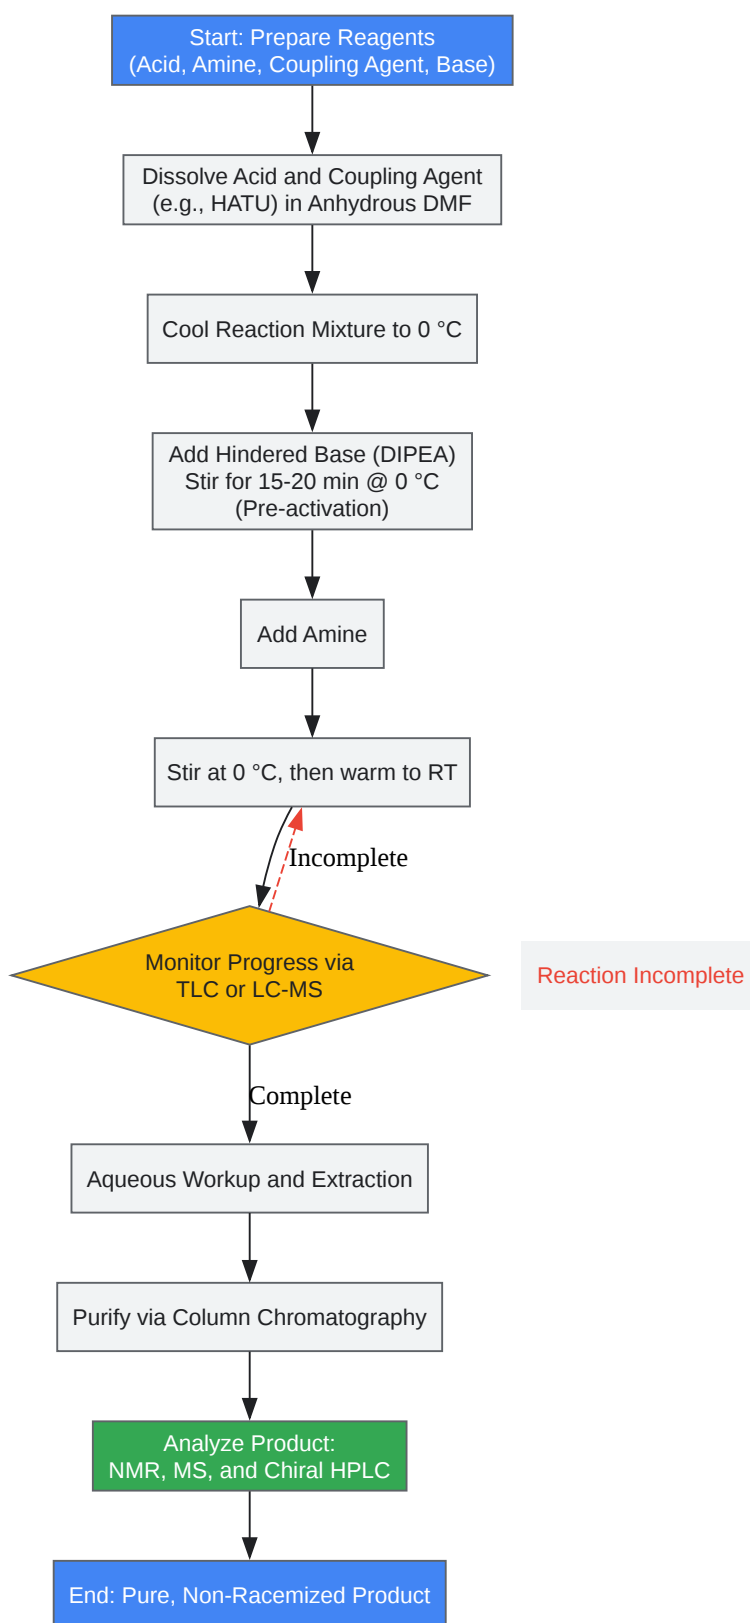 Start: Prepare Reagents
(Acid, Amine, Coupling Agent, Base)
Dissolve Acid and Coupling Agent
(e.g., HATU) in Anhydrous DMF
Cool Reaction Mixture to 0 °C
Add Hindered Base (DIPEA)
Stir for 15-20 min @ 0 °C
(Pre-activation)
Add Amine
Stir at 0 °C, then warm to RT
Incomplete
Monitor Progress via
TLC or LC-MS
Reaction Incomplete
Complete
Aqueous Workup and Extraction
Purify via Column Chromatography
Analyze Product:
NMR, MS, and Chiral HPLC
End: Pure, Non-Racemized Product